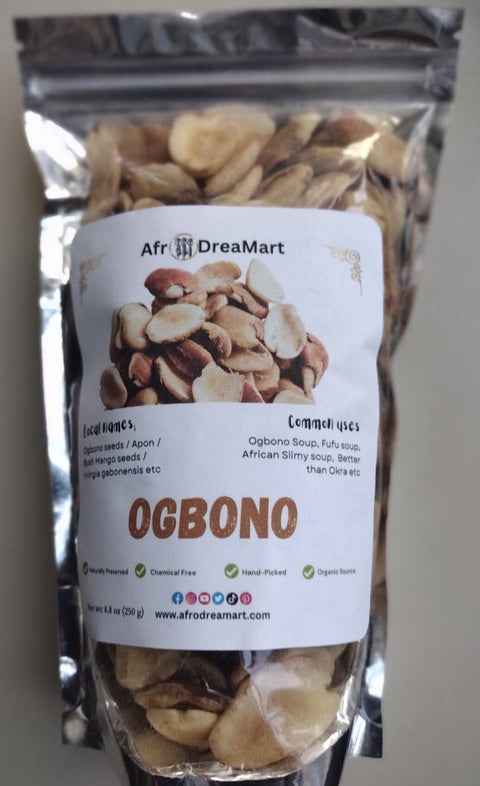 Afr DreaMart
Local names,
Ogbono seeds / Apon /
Bush Mango seeds /
Irvingia gabonensis etc
Common uses
Ogbono Soup, Fufu soup,
African Slimy soup, Better
than Okra etc
OGBONO
Naturally Preserved
Chemical Free
Hand-Picked
Organic Source
Net wt 8.8 oz (250 g)
www.afrodreamart.com